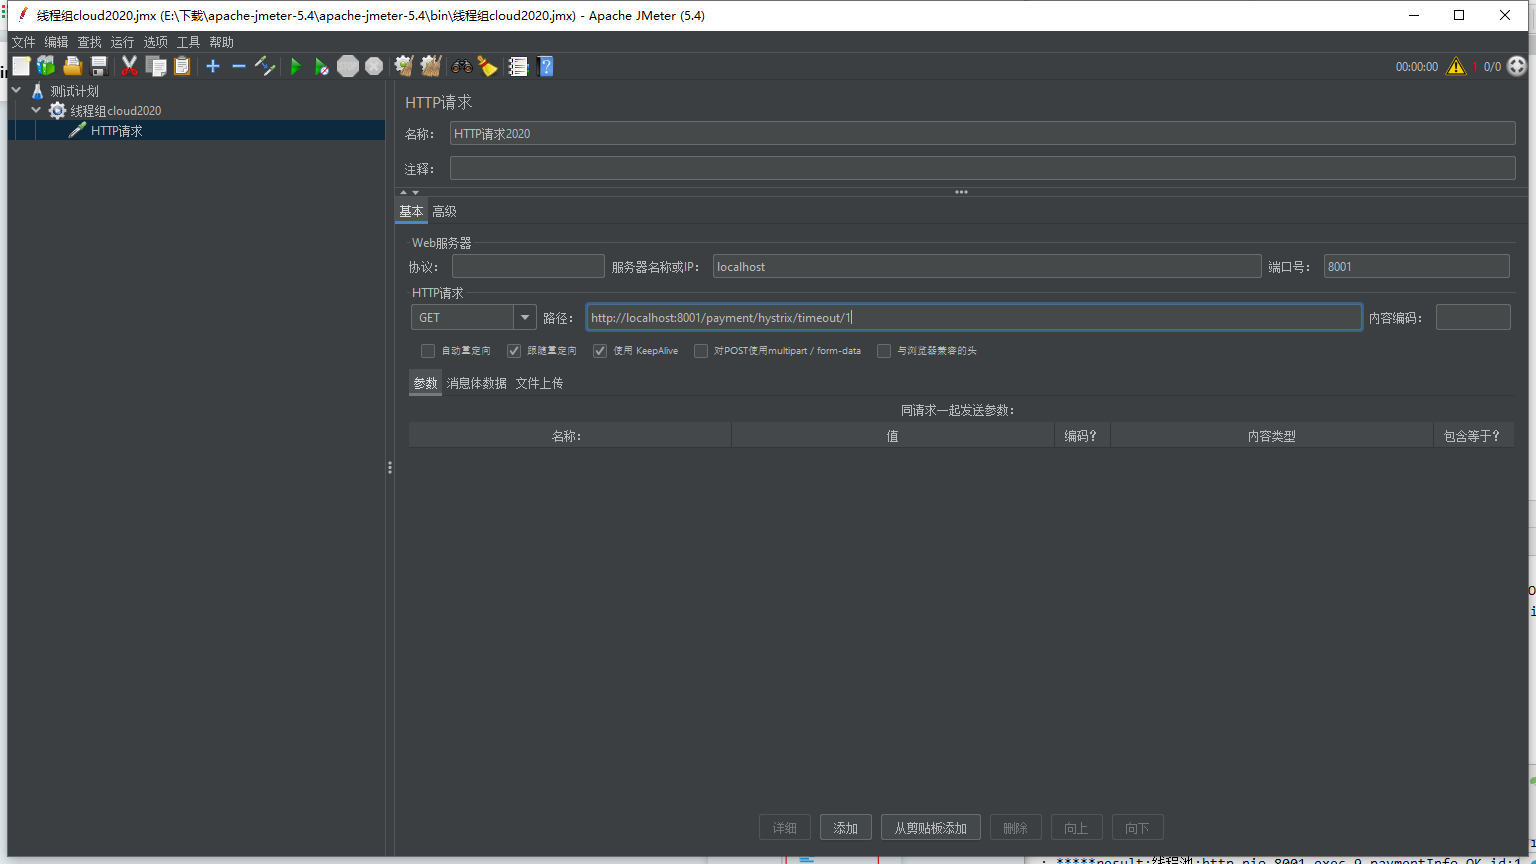 线程组cloud2020.jmx (E:\下载\apache-jmeter-5.4\apache-jmeter-5.4\bin\线程组cloud2020.jmx) - Apache JMeter (5.4)
文件 编辑 查找 运行 选项 工具 帮助
00:00:00 1 0/0
测试计划
线程组cloud2020
HTTP请求
HTTP请求
名称: HTTP请求2020
注释:
基本 高级
Web服务器
协议: 服务器名称或IP: localhost 端口号: 8001
HTTP请求
GET 路径: http://localhost:8001/payment/hystrix/timeout/1 内容编码:
自动重定向 跟随重定向 使用 KeepAlive 对POST使用multipart / form-data 与浏览器兼容的头
参数 消息体数据 文件上传
同请求一起发送参数:
名称: 值 编码? 内容类型 包含等于?
详细 添加 从剪贴板添加 删除 向上 向下
: *****result:线程池:http-nio-8001-exec-9 paymentInfo_OK,id:1